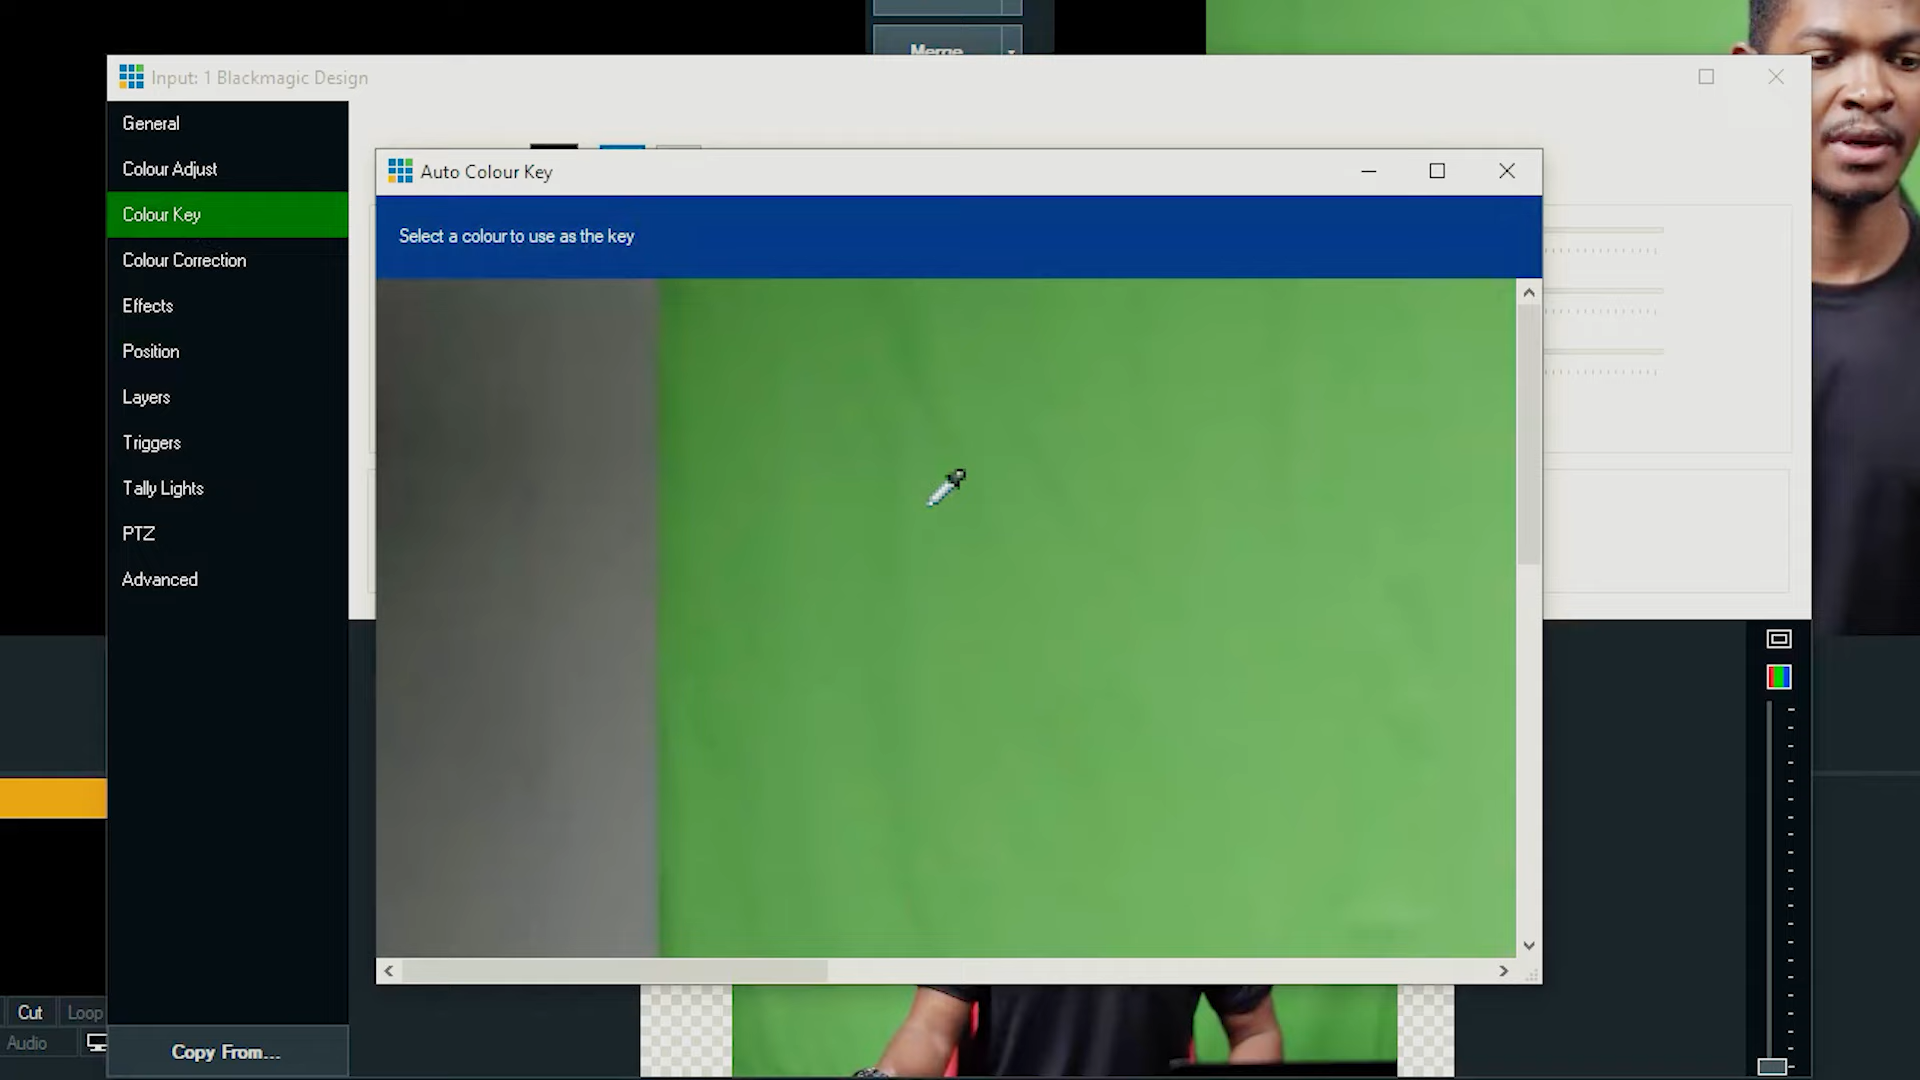 Merge
Input: 1 Blackmagic Design
General
Colour Adjust
Colour Key
Colour Correction
Effects
Position
Layers
Triggers
Tally Lights
PTZ
Advanced
Auto Colour Key
Select a colour to use as the key
Cut
Loop
Audio
Copy From...